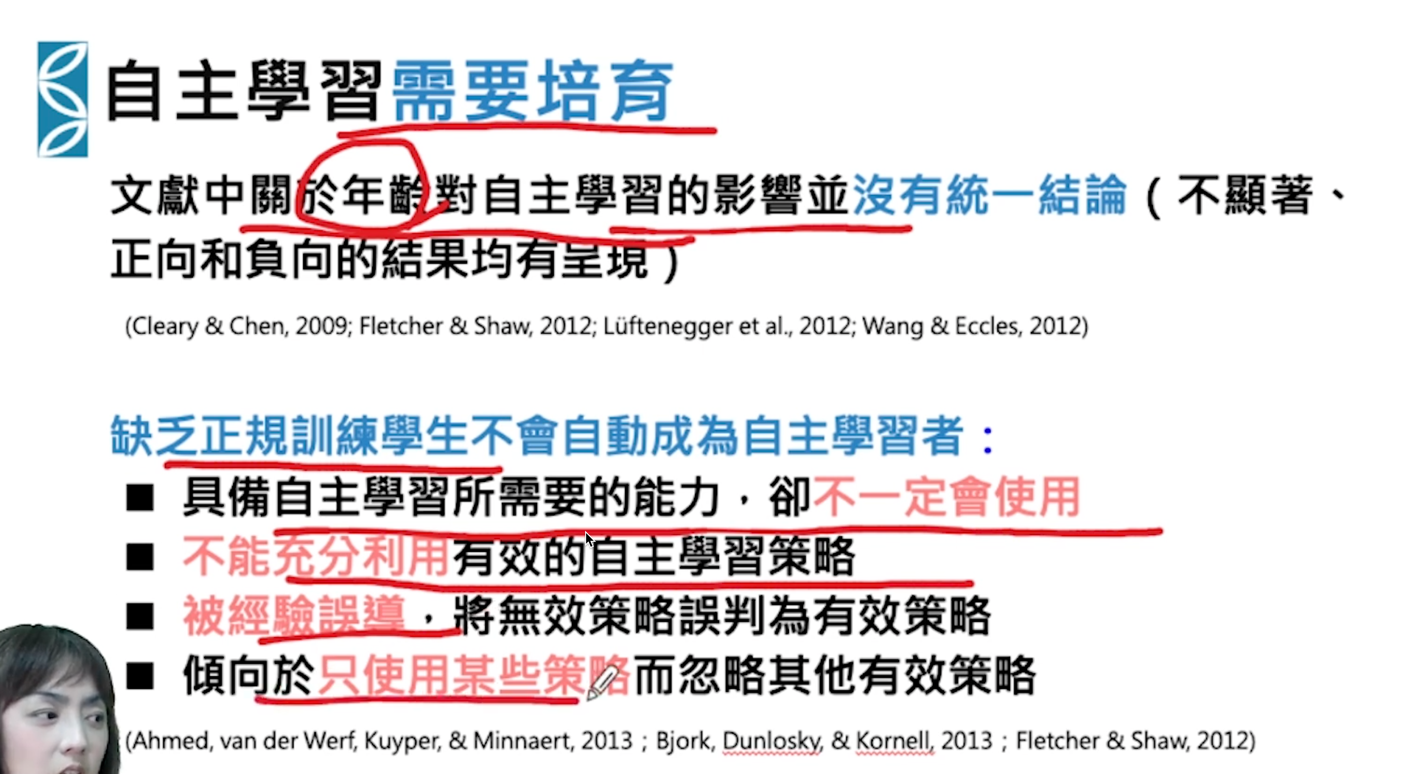 自主學習需要培育
文獻中關於年齡對自主學習的影響並沒有統一結論（不顯著、
正向和負向的結果均有呈現）
(Cleary & Chen, 2009; Fletcher & Shaw, 2012; Lüftenegger et al., 2012; Wang & Eccles, 2012)
缺乏正規訓練學生不會自動成為自主學習者：
■ 具備自主學習所需要的能力，卻不一定會使用
■ 不能充分利用有效的自主學習策略
■ 被經驗誤導，將無效策略誤判為有效策略
■ 傾向於只使用某些策略而忽略其他有效策略
(Ahmed, van der Werf, Kuyper, & Minnaert, 2013；Bjork, Dunlosky, & Kornell, 2013；Fletcher & Shaw, 2012)